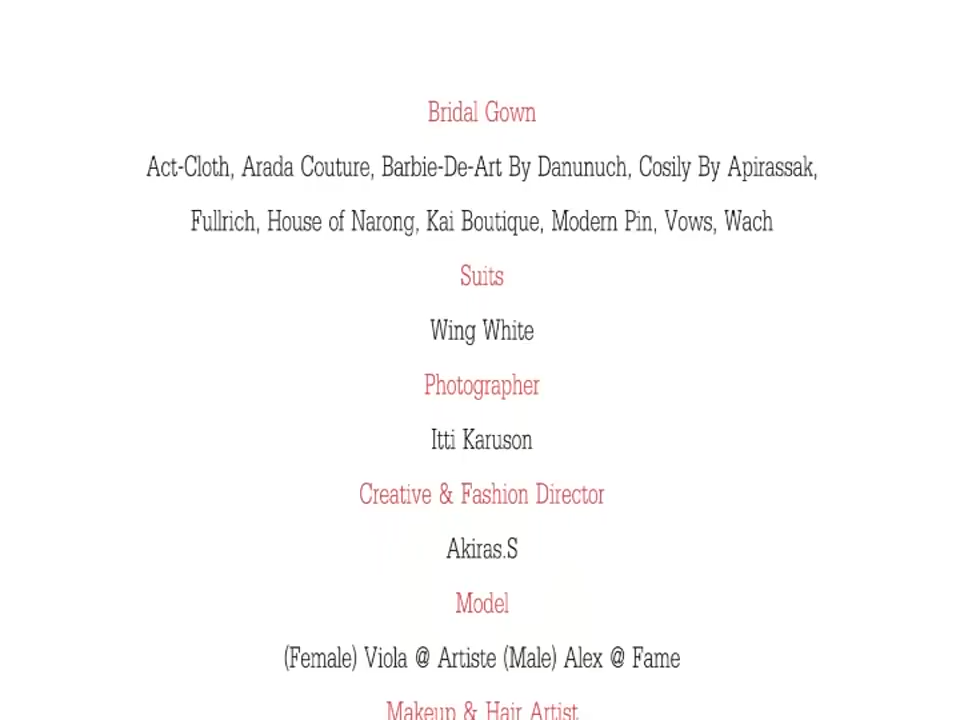 Bridal Gown
Act-Cloth, Arada Couture, Barbie-De-Art By Danunuch, Cosily By Apirassak,
Fullrich, House of Narong, Kai Boutique, Modern Pin, Vows, Wach
Suits
Wing White
Photographer
Itti Karuson
Creative & Fashion Director
Akiras.S
Model
(Female) Viola @ Artiste (Male) Alex @ Fame
Makeup & Hair Artist